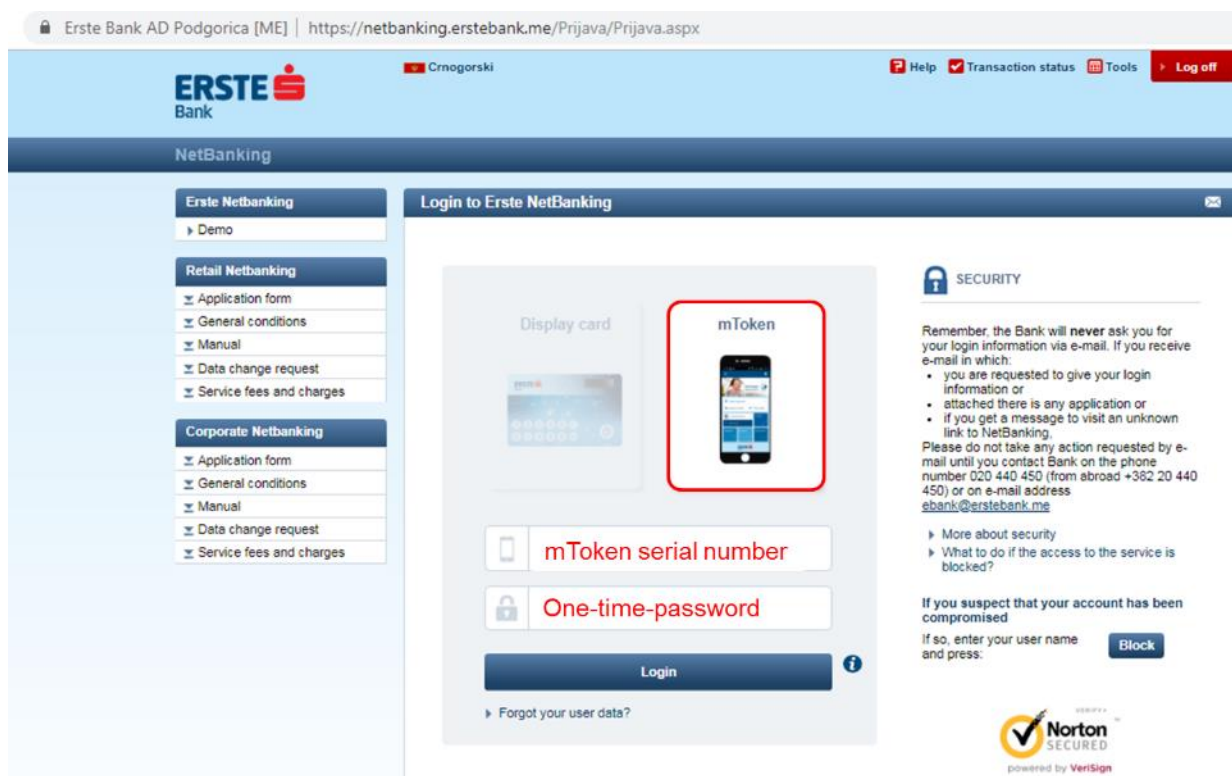 Erste Bank AD Podgorica [ME] | https://netbanking.erstebank.me/Prijava/Prijava.aspx
ERSTE
Bank
Crnogorski
Help
Transaction status
Tools
Log off
NetBanking
Erste Netbanking
Demo
Retail Netbanking
Application form
General conditions
Manual
Data change request
Service fees and charges
Corporate Netbanking
Application form
General conditions
Manual
Data change request
Service fees and charges
Login to Erste NetBanking
Display card
mToken
ERSTE
mToken serial number
One-time-password
Login
Forgot your user data?
SECURITY
Remember, the Bank will never ask you for
your login information via e-mail. If you receive
e-mail in which:
you are requested to give your login
information or
attached there is any application or
if you get a message to visit an unknown
link to NetBanking,
Please do not take any action requested by e-
mail until you contact Bank on the phone
number 020 440 450 (from abroad +382 20 440
450) or on e-mail address
ebank@erstebank.me
More about security
What to do if the access to the service is
blocked?
If you suspect that your account has been
compromised
If so, enter your user name
and press:
Block
Norton
SECURED
powered by VeriSign